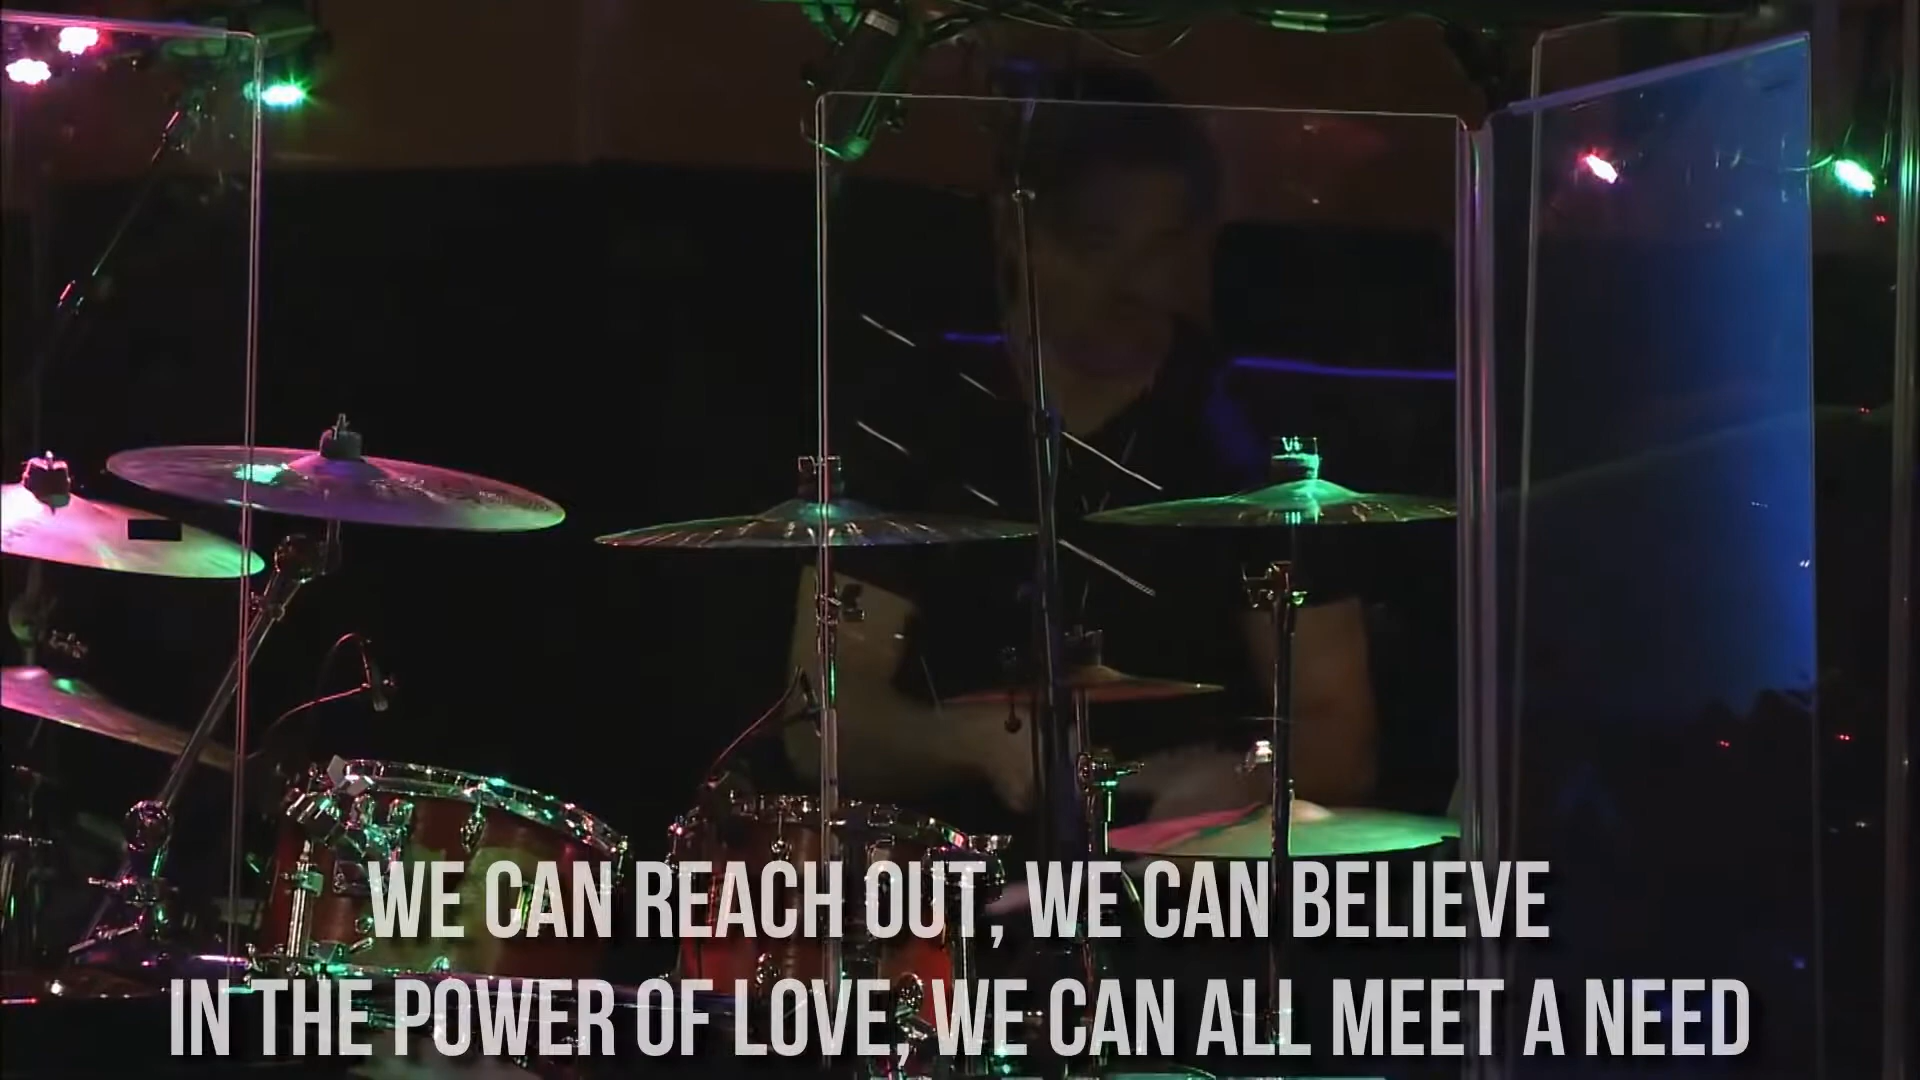 WE CAN REACH OUT, WE CAN BELIEVE
IN THE POWER OF LOVE, WE CAN ALL MEET A NEED